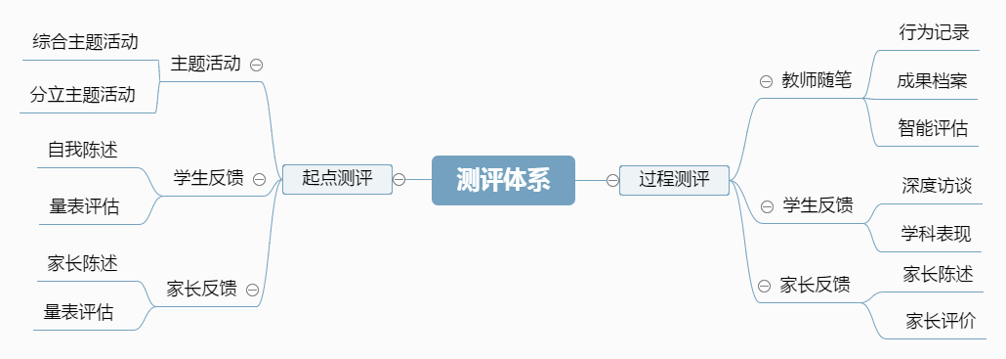 测评体系
起点测评
主题活动
综合主题活动
分立主题活动
学生反馈
自我陈述
量表评估
家长反馈
家长陈述
量表评估
过程测评
教师随笔
行为记录
成果档案
智能评估
学生反馈
深度访谈
学科表现
家长反馈
家长陈述
家长评价